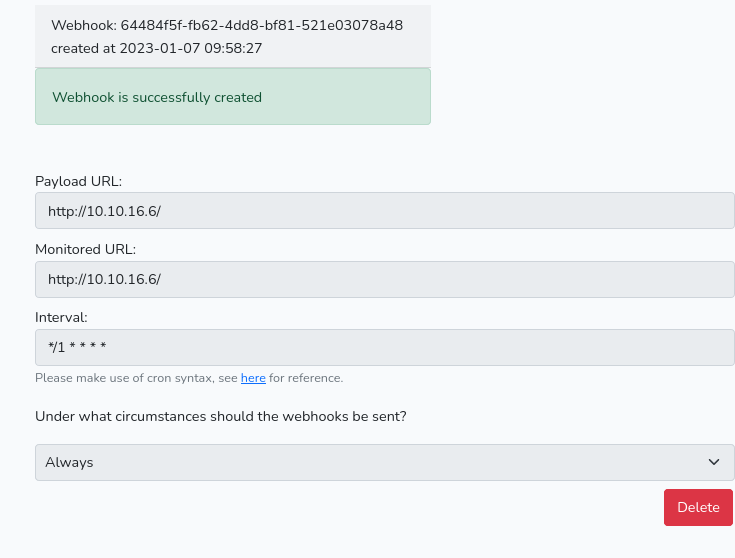 Webhook: 64484f5f-fb62-4dd8-bf81-521e03078a48
created at 2023-01-07 09:58:27
Webhook is successfully created
Payload URL:
http://10.10.16.6/
Monitored URL:
http://10.10.16.6/
Interval:
*/1 * * * *
Please make use of cron syntax, see here for reference.
Under what circumstances should the webhooks be sent?
Always
Delete